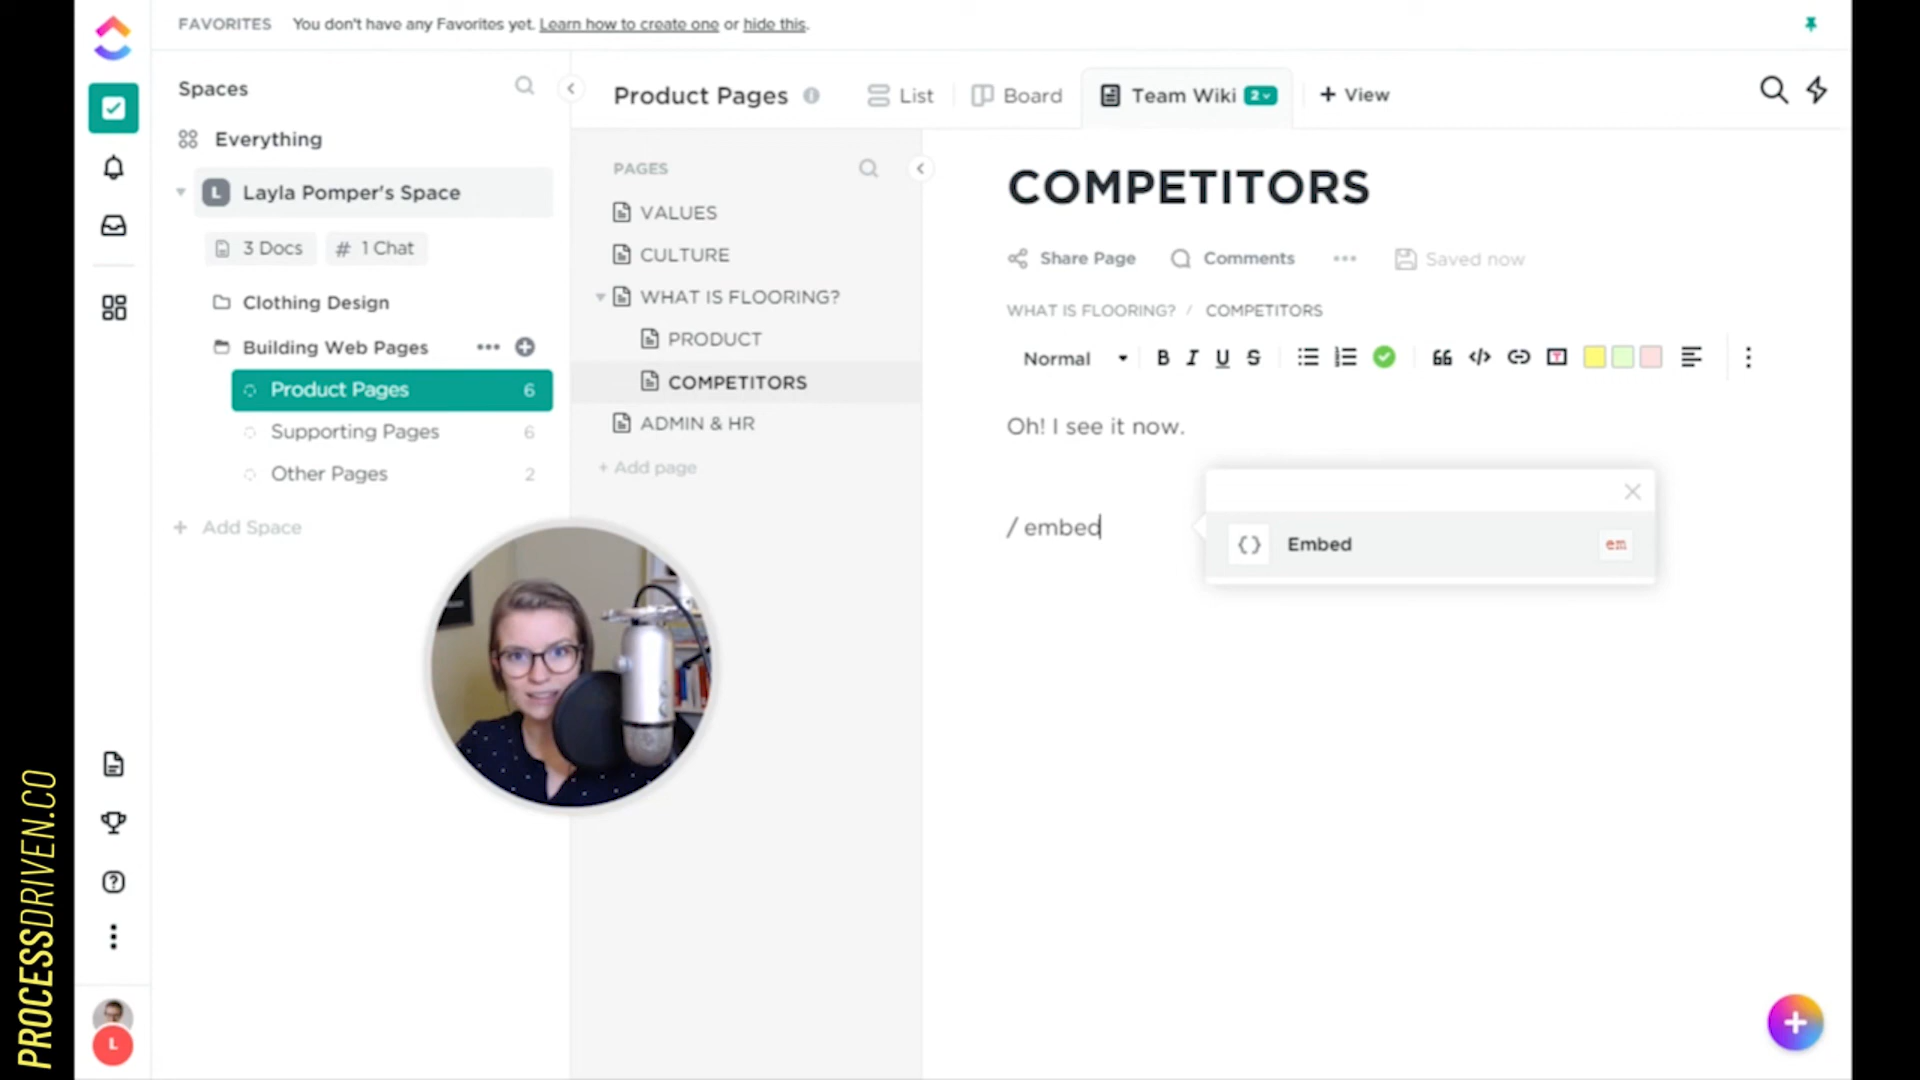 FAVORITES You don't have any Favorites yet. Learn how to create one or hide this.
Spaces
Everything
L Layla Pomper's Space
3 Docs # 1 Chat
Clothing Design
Building Web Pages
Product Pages 6
Supporting Pages 6
Other Pages 2
+ Add Space
Product Pages List Board Team Wiki 2 + View
PAGES
VALUES
CULTURE
WHAT IS FLOORING?
PRODUCT
COMPETITORS
ADMIN & HR
+ Add page
COMPETITORS
Share Page Comments Saved now
WHAT IS FLOORING? / COMPETITORS
Normal B I U S
Oh! I see it now.
/ embed
Embed em
L
PROCESSDRIVEN.CO